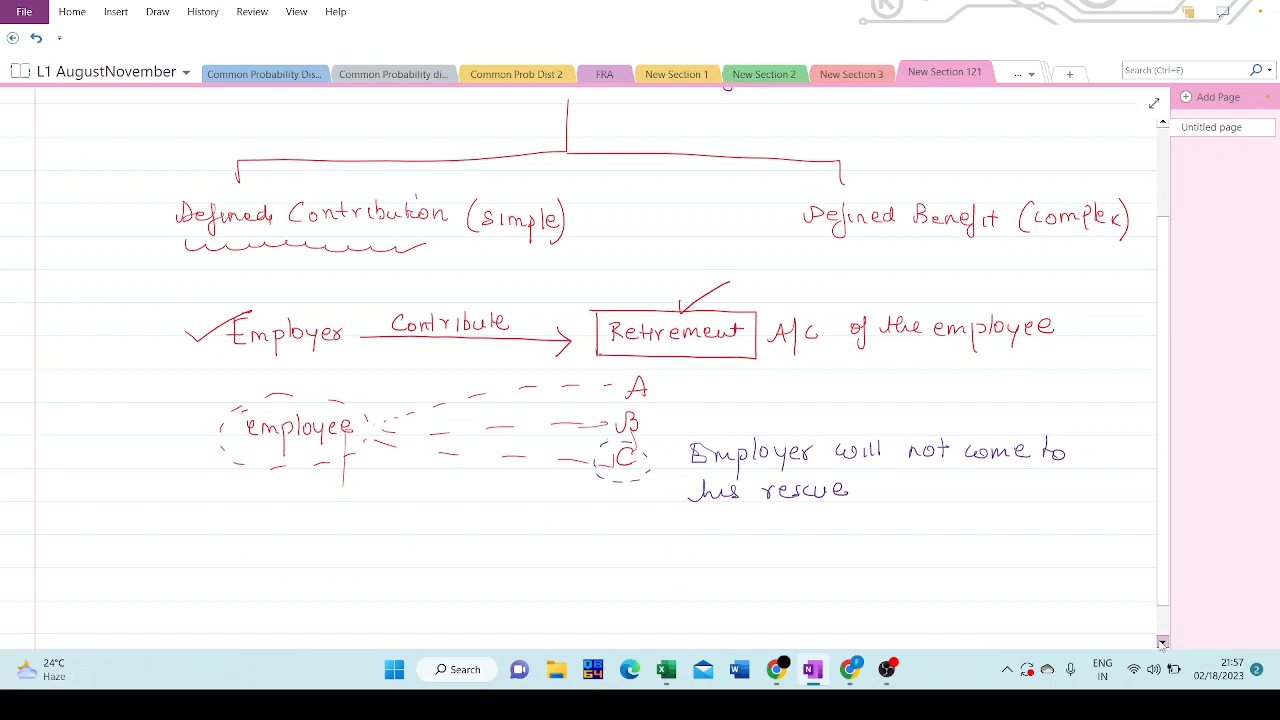 File Home Insert Draw History Review View Help
L1 AugustNovember Common Probability Dis... Common Probability di... Common Prob Dist 2 FRA New Section 1 New Section 2 New Section 3 New Section 121 ... + Search (Ctrl+E)
Add Page
Untitled page
Defined Contribution (simple) Defined Benefit (complex)
Employer Contribute Retirement A/C of the employee
A
employee B
C Employer will not come to
his rescue
24°C
Haze
Search
ENG
IN
21:57
02/18/2023
2